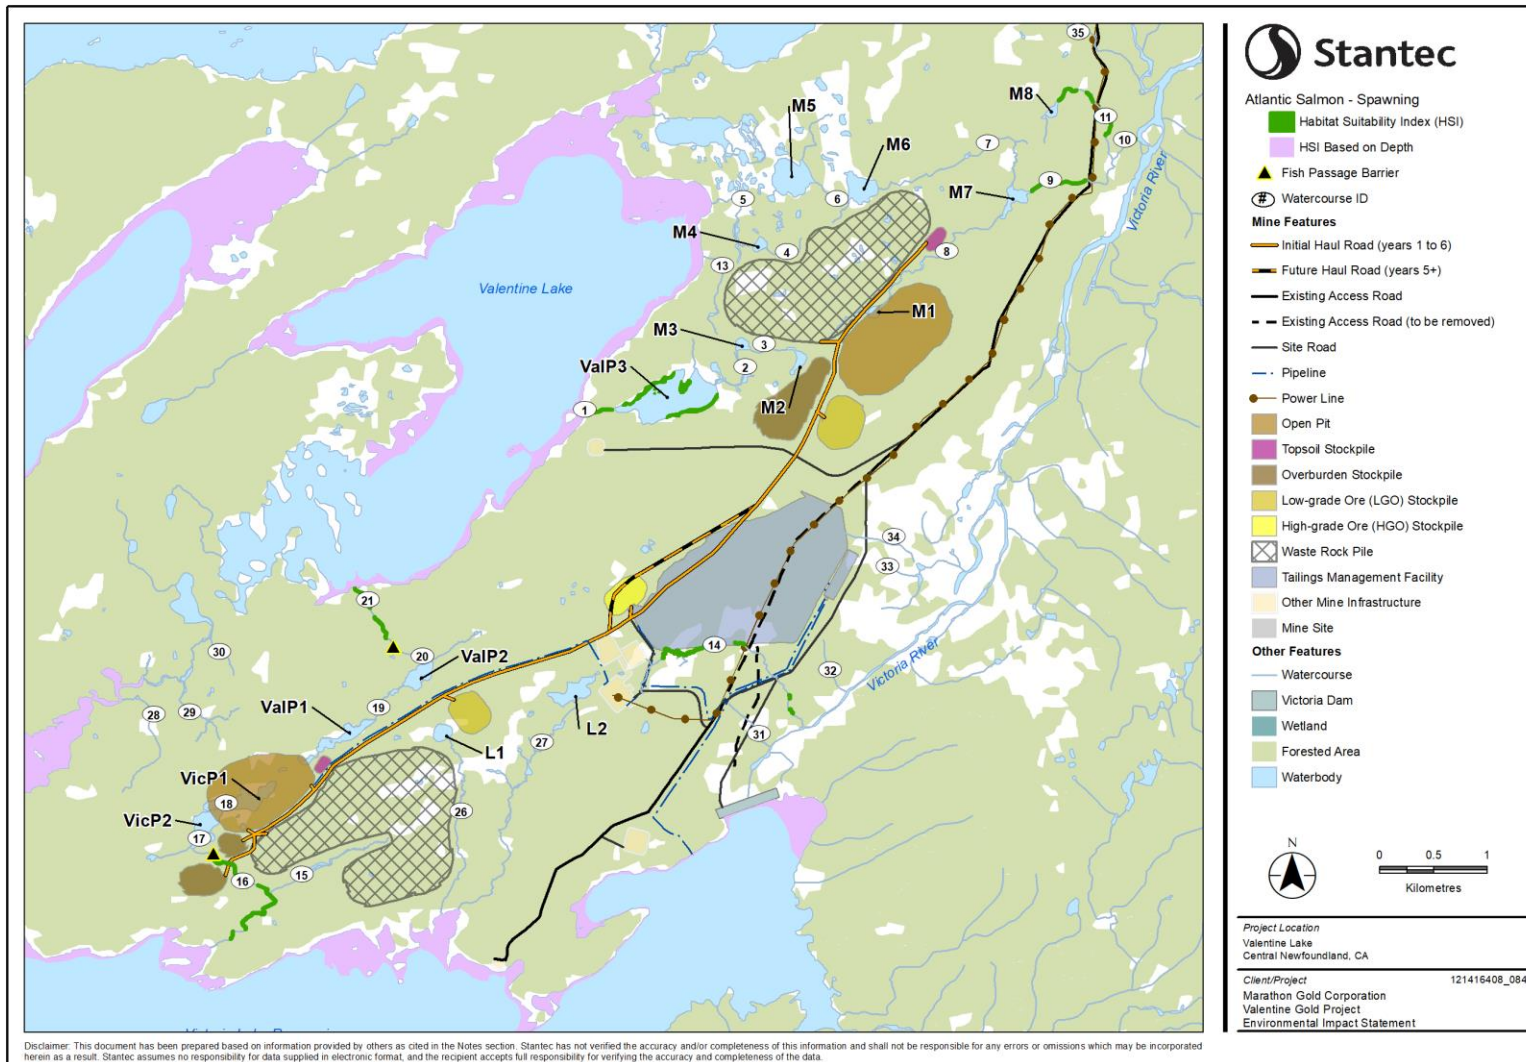 35
M8
11
M5
10
7
M6
Victoria River
9
M7
5
6
M4
4
8
13
Valentine Lake
M1
M3
3
ValP3
2
1
M2
34
33
21
14
20
30
ValP2
32
Victoria River
19
28
29
ValP1
L2
31
27
L1
VicP1
18
26
VicP2
17
15
16
Stantec
Atlantic Salmon - Spawning
Habitat Suitability Index (HSI)
HSI Based on Depth
Fish Passage Barrier
# Watercourse ID
Mine Features
Initial Haul Road (years 1 to 6)
Future Haul Road (years 5+)
Existing Access Road
Existing Access Road (to be removed)
Site Road
Pipeline
Power Line
Open Pit
Topsoil Stockpile
Overburden Stockpile
Low-grade Ore (LGO) Stockpile
High-grade Ore (HGO) Stockpile
Waste Rock Pile
Tailings Management Facility
Other Mine Infrastructure
Mine Site
Other Features
Watercourse
Victoria Dam
Wetland
Forested Area
Waterbody
N
0 0.5 1
Kilometres
Project Location
Valentine Lake
Central Newfoundland, CA
Client/Project 121416408_084
Marathon Gold Corporation
Valentine Gold Project
Environmental Impact Statement
Disclaimer: This document has been prepared based on information provided by others as cited in the Notes section. Stantec has not verified the accuracy and/or completeness of this information and shall not be responsible for any errors or omissions which may be incorporated
herein as a result. Stantec assumes no responsibility for data supplied in electronic format, and the recipient accepts full responsibility for verifying the accuracy and completeness of the data.